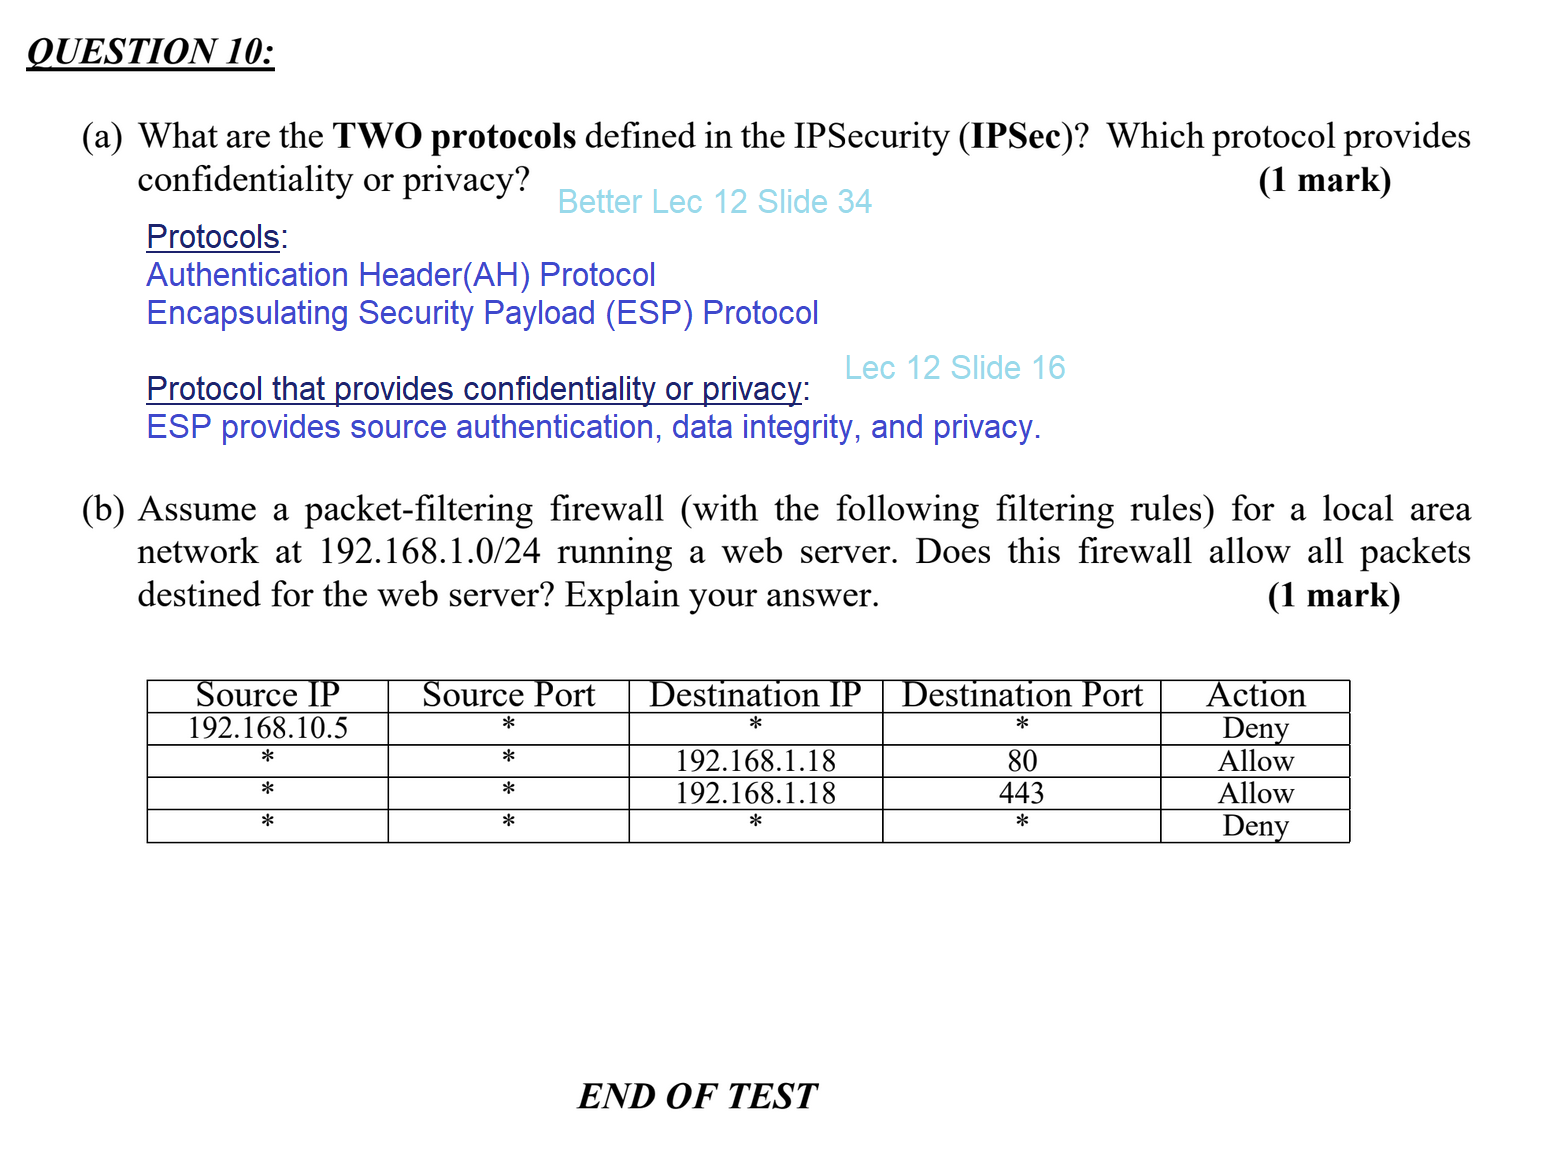 QUESTION 10:
(a) What are the TWO protocols defined in the IPSecurity (IPSec)? Which protocol provides
confidentiality or privacy? (1 mark)
Better Lec 12 Slide 34
Protocols:
Authentication Header(AH) Protocol
Encapsulating Security Payload (ESP) Protocol
Lec 12 Slide 16
Protocol that provides confidentiality or privacy:
ESP provides source authentication, data integrity, and privacy.
(b) Assume a packet-filtering firewall (with the following filtering rules) for a local area
network at 192.168.1.0/24 running a web server. Does this firewall allow all packets
destined for the web server? Explain your answer. (1 mark)
Source IP Source Port Destination IP Destination Port Action
192.168.10.5 * * * Deny
* * 192.168.1.18 80 Allow
* * 192.168.1.18 443 Allow
* * * * Deny
END OF TEST